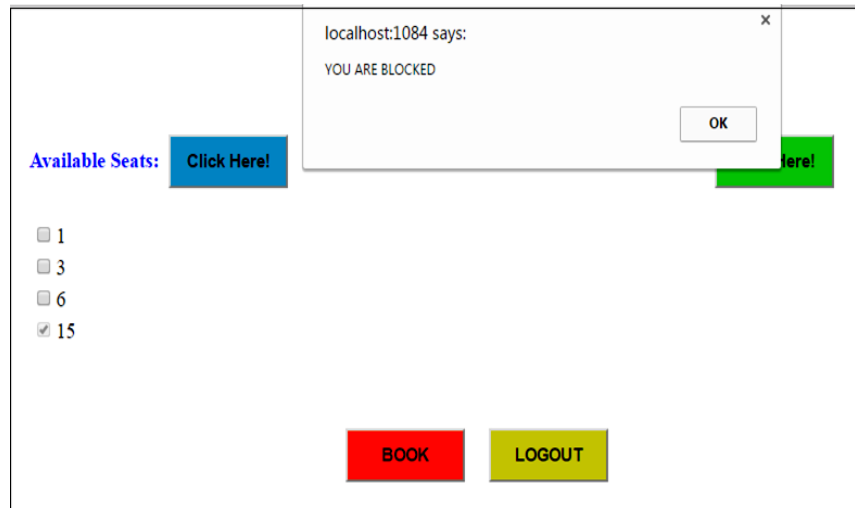 localhost:1084 says:
YOU ARE BLOCKED
OK
Available Seats: Click Here! Here!
1
3
6
15
BOOK LOGOUT